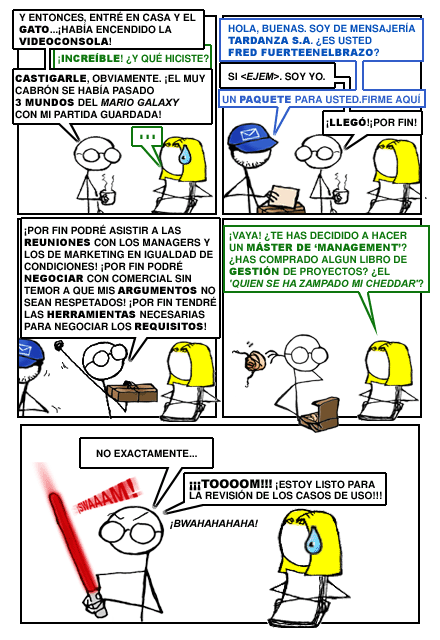 Y ENTONCES, ENTRÉ EN CASA Y EL
GATO...¡HABÍA ENCENDIDO LA
VIDEOCONSOLA!
¡INCREÍBLE! ¿Y QUÉ HICISTE?
CASTIGARLE, OBVIAMENTE. ¡EL MUY
CABRÓN SE HABÍA PASADO
3 MUNDOS DEL MARIO GALAXY
CON MI PARTIDA GUARDADA!
...
HOLA, BUENAS. SOY DE MENSAJERÍA
TARDANZA S.A. ¿ES USTED
FRED FUERTEENELBRAZO?
SI <EJEM>. SOY YO.
UN PAQUETE PARA USTED.FIRME AQUÍ
¡LLEGÓ!¡POR FIN!
¡POR FIN PODRÉ ASISTIR A LAS
REUNIONES CON LOS MANAGERS Y
LOS DE MARKETING EN IGUALDAD DE
CONDICIONES! ¡POR FIN PODRÉ
NEGOCIAR CON COMERCIAL SIN
TEMOR A QUE MIS ARGUMENTOS NO
SEAN RESPETADOS! ¡POR FIN TENDRÉ
LAS HERRAMIENTAS NECESARIAS
PARA NEGOCIAR LOS REQUISITOS!
¡VAYA! ¿TE HAS DECIDIDO A HACER
UN MÁSTER DE ‘MANAGEMENT’?
¿HAS COMPRADO ALGUN LIBRO DE
GESTIÓN DE PROYECTOS? ¿EL
'QUIEN SE HA ZAMPADO MI CHEDDAR'?
NO EXACTAMENTE...
¡SWAAAM!
¡¡¡TOOOOM!!! ¡ESTOY LISTO PARA
LA REVISIÓN DE LOS CASOS DE USO!!!
¡BWAHAHAHAHA!